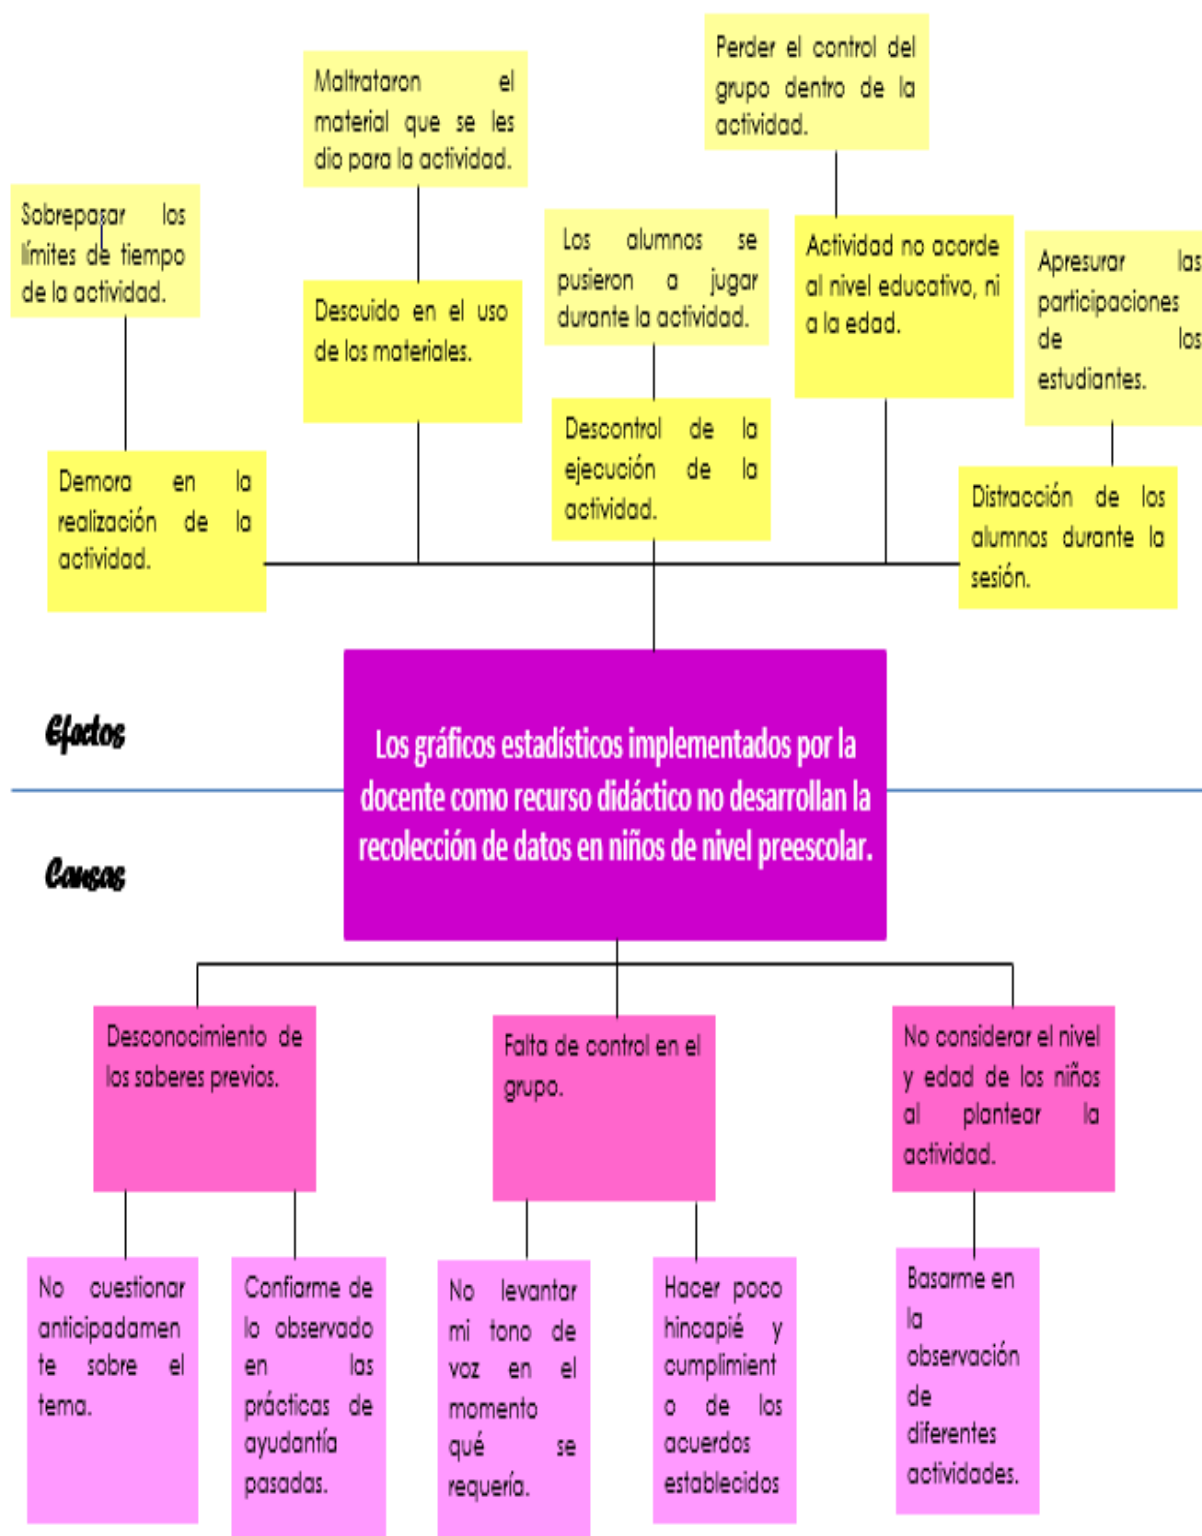 Perder el control del
grupo dentro de la
actividad.
Maltrataron el
material que se les
dio para la actividad.
Sobrepasar los
límites de tiempo
de la actividad.
Los alumnos se
pusieron a jugar
durante la actividad.
Actividad no acorde
al nivel educativo, ni
a la edad.
Apresurar las
participaciones
de los
estudiantes.
Descuido en el uso
de los materiales.
Descontrol de la
ejecución de la
actividad.
Demora en la
realización de la
actividad.
Distracción de los
alumnos durante la
sesión.
Efectos
Los gráficos estadísticos implementados por la
docente como recurso didáctico no desarrollan la
recolección de datos en niños de nivel preescolar.
Causas
Desconocimiento de
los saberes previos.
Falta de control en el
grupo.
No considerar el nivel
y edad de los niños
al plantear la
actividad.
No cuestionar
anticipadamen
te sobre el
tema.
Confiarme de
lo observado
en las
prácticas de
ayudantía
pasadas.
No levantar
mi tono de
voz en el
momento
qué se
requería.
Hacer poco
hincapié y
cumplimient
o de los
acuerdos
establecidos
Basarme en
la
observación
de
diferentes
actividades.